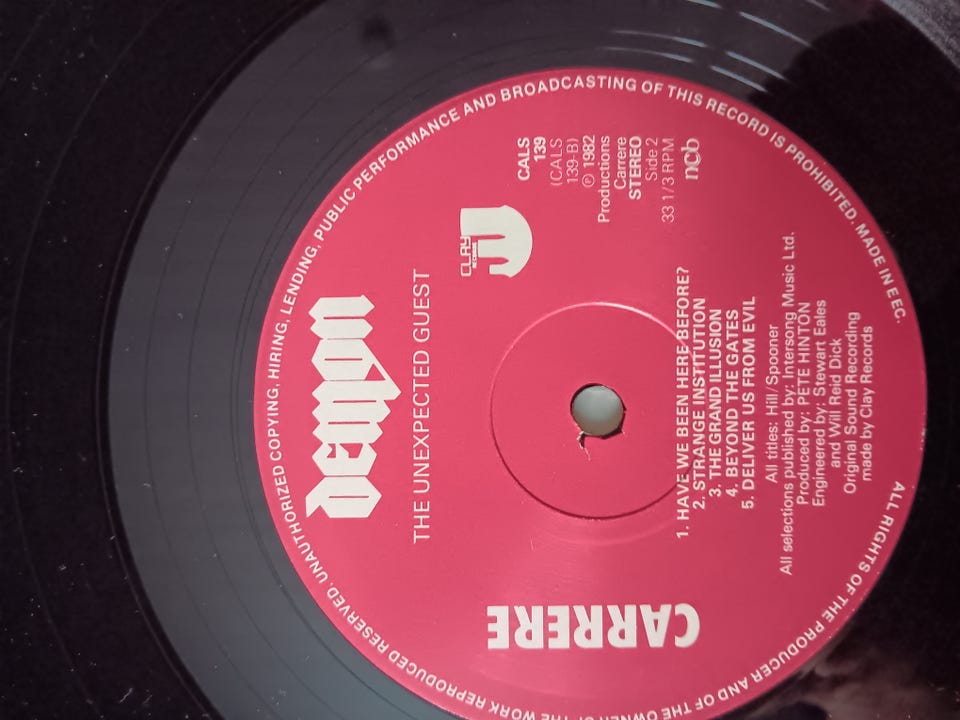 Demon
THE UNEXPECTED GUEST
CLAY
RECORDS
CARRERE
CALS
139
(CALS
139-B)
℗ 1982
Productions
Carrere
STEREO
Side 2
33 1/3 RPM
ncb
1. HAVE WE BEEN HERE BEFORE?
2. STRANGE INSTITUTION
3. THE GRAND ILLUSION
4. BEYOND THE GATES
5. DELIVER US FROM EVIL
All titles: Hill/Spooner
All selections published by: Intersong Music Ltd.
Produced by: PETE HINTON
Engineered by: Stewart Eales
and Will Reid Dick
Original Sound Recording
made by Clay Records
ALL RIGHTS OF THE PRODUCER AND OF THE OWNER OF THE WORK REPRODUCED RESERVED. UNAUTHORIZED COPYING, HIRING, LENDING, PUBLIC PERFORMANCE AND BROADCASTING OF THIS RECORD IS PROHIBITED. MADE IN EEC.